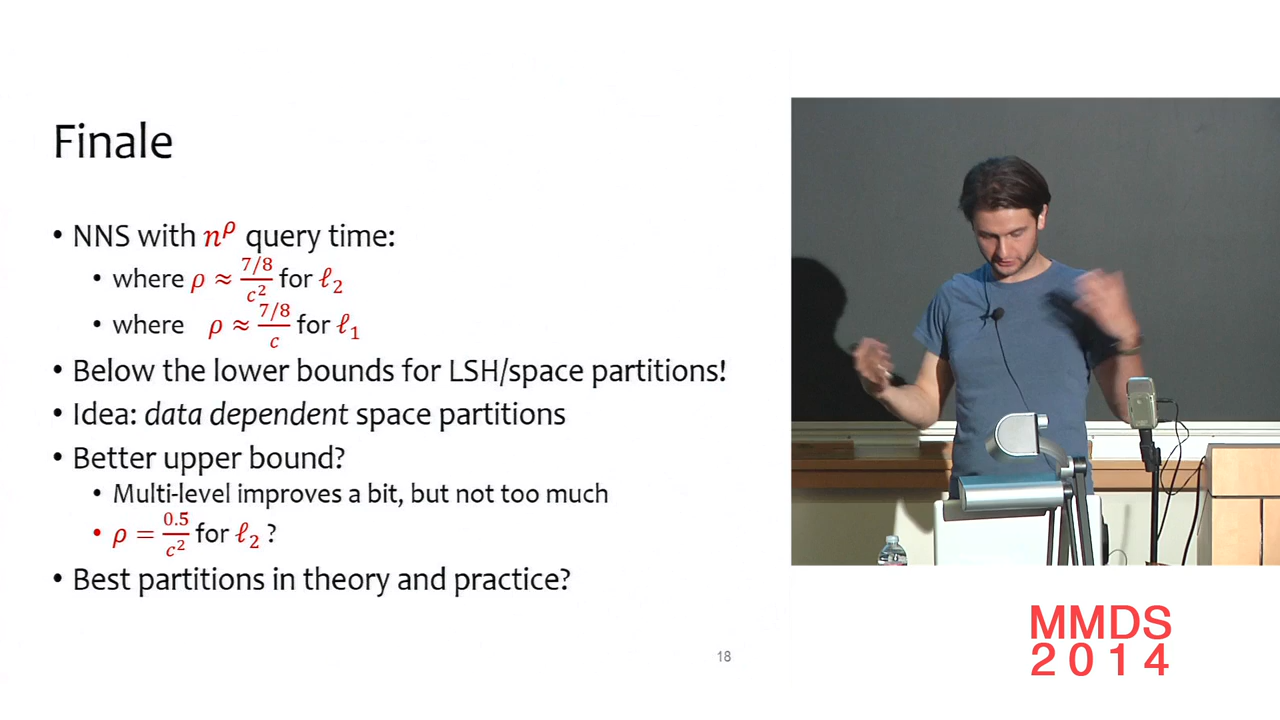 Finale
• NNS with n^ρ query time:
• where ρ ≈ (7/8)/c² for ℓ₂
• where ρ ≈ (7/8)/c for ℓ₁
• Below the lower bounds for LSH/space partitions!
• Idea: data dependent space partitions
• Better upper bound?
• Multi-level improves a bit, but not too much
• ρ = 0.5/c² for ℓ₂ ?
• Best partitions in theory and practice?
18
MMDS
2014